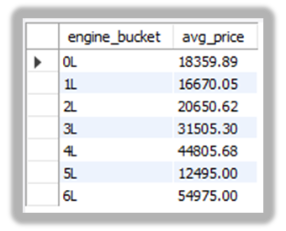 engine_bucket avg_price
0L 18359.89
1L 16670.05
2L 20650.62
3L 31505.30
4L 44805.68
5L 12495.00
6L 54975.00